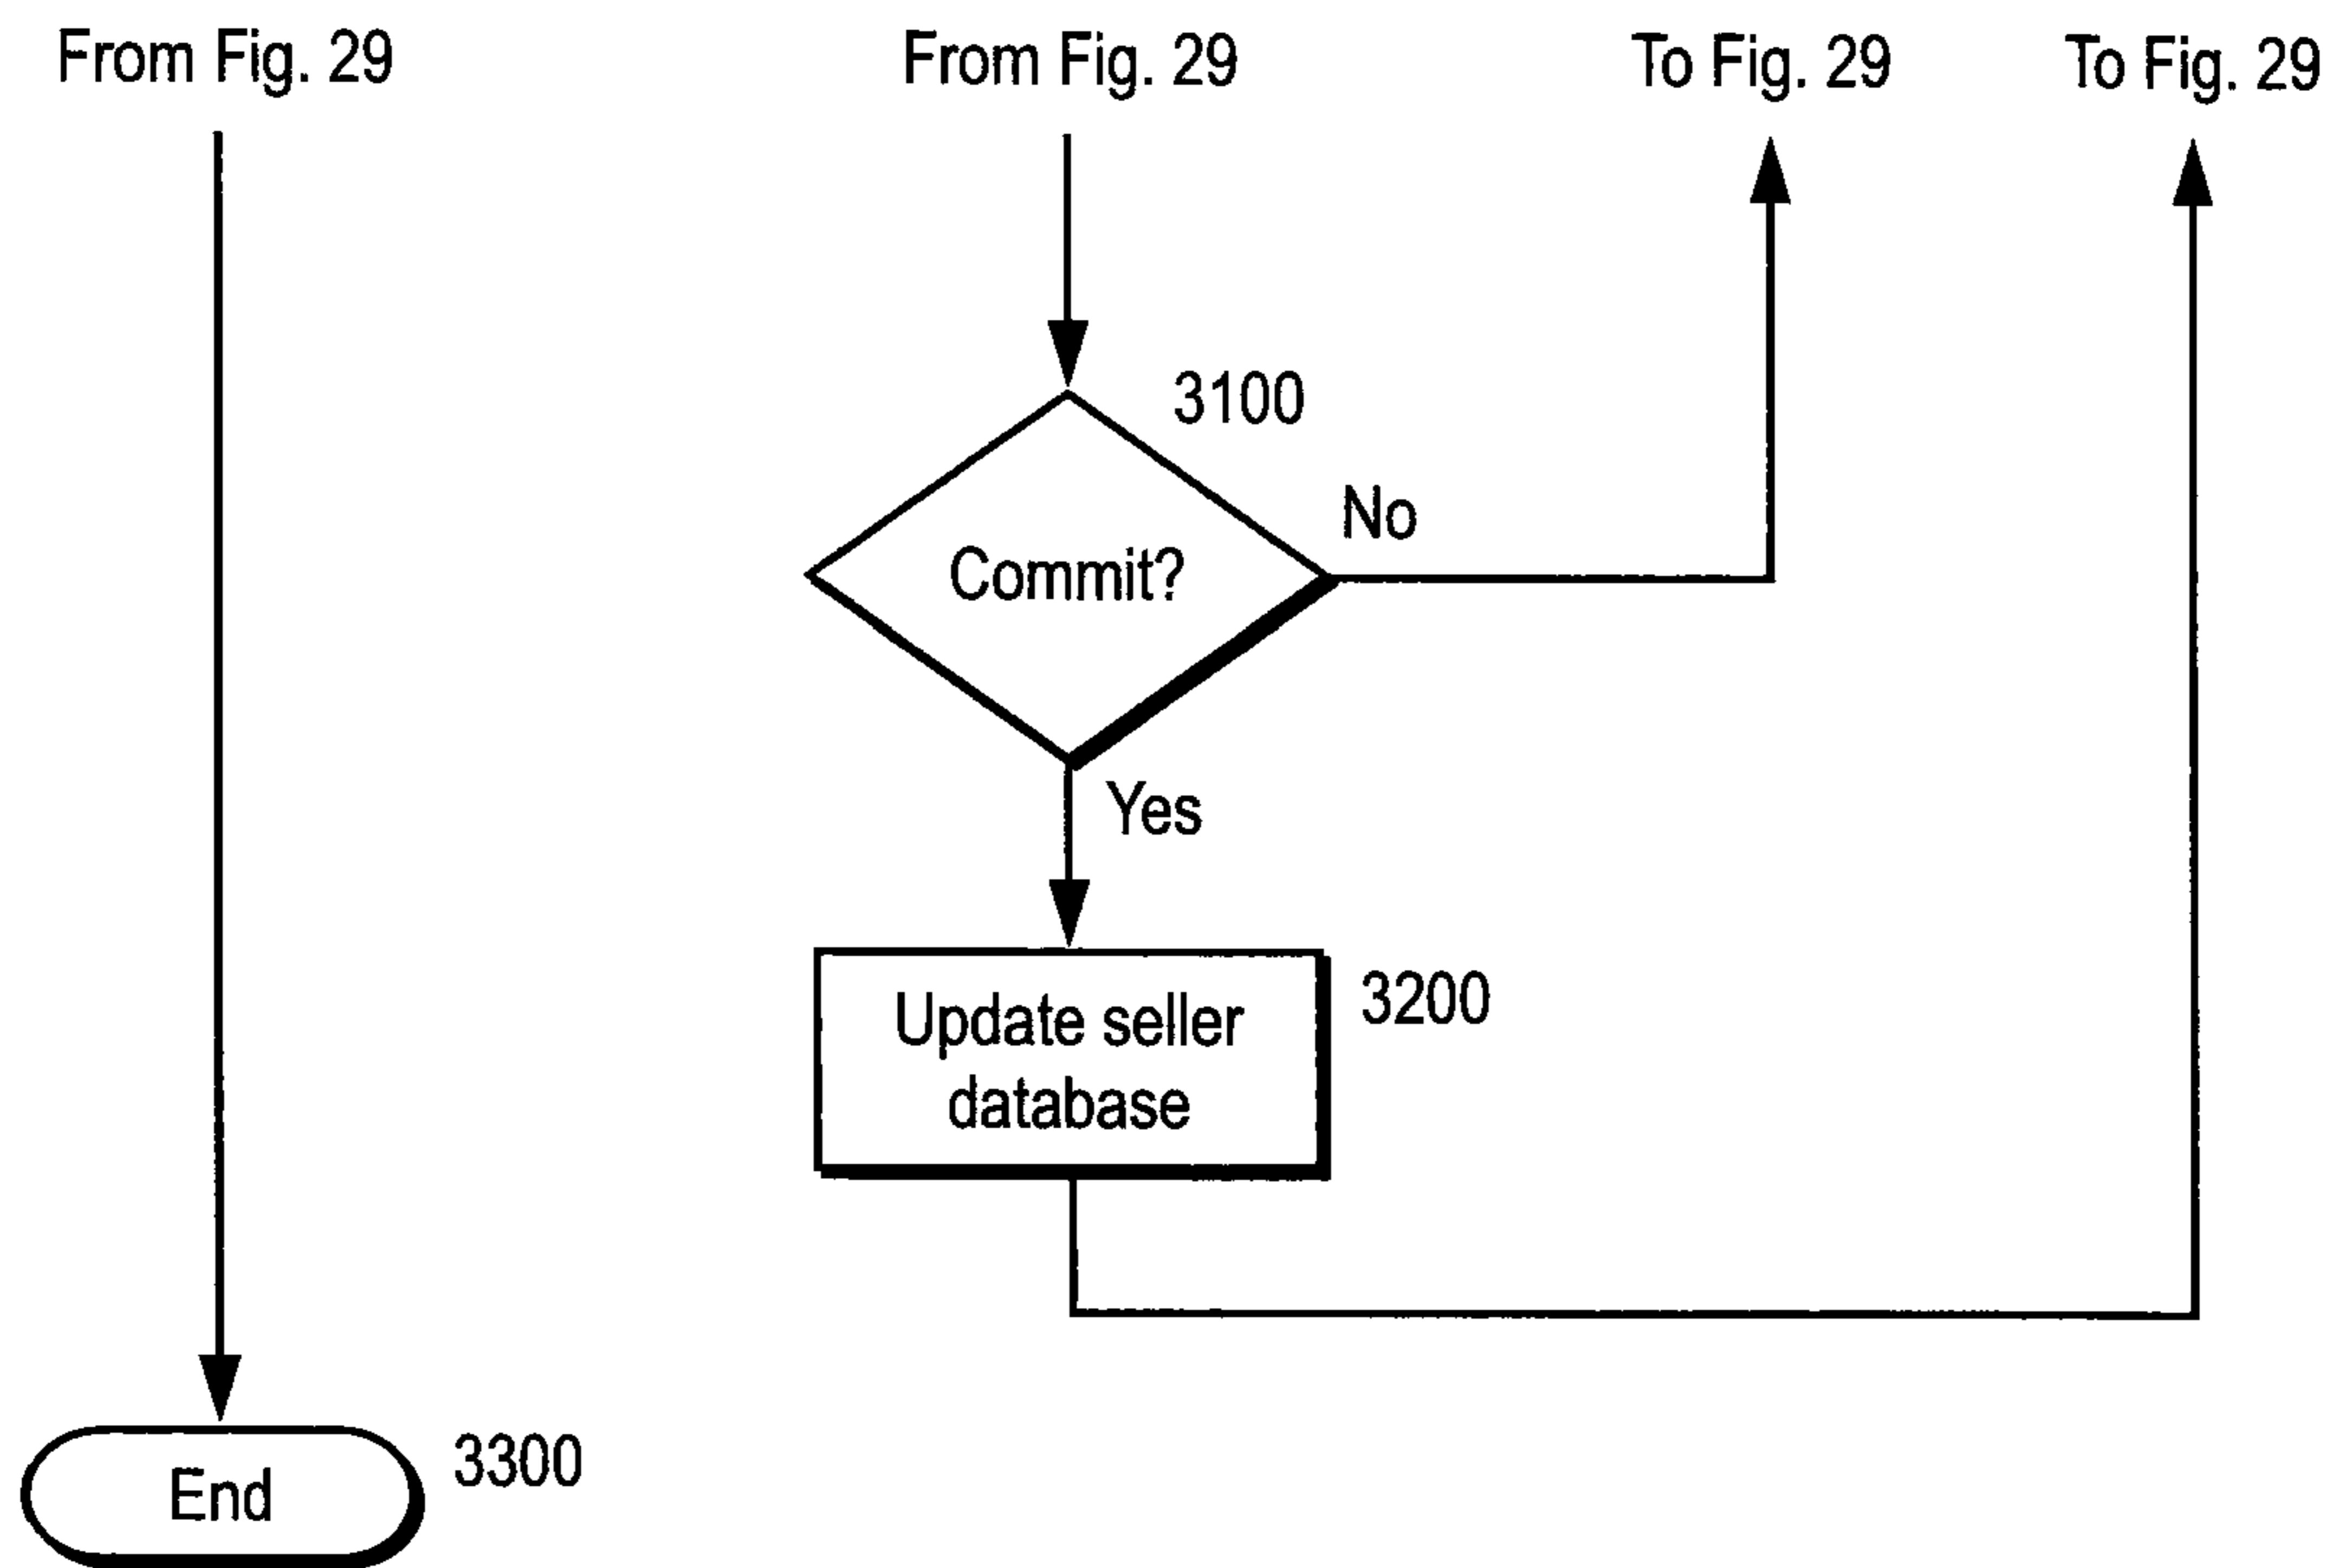 From Fig. 29
From Fig. 29
To Fig. 29
To Fig. 29
3100
No
Commit?
Yes
Update seller
database
3200
End
3300